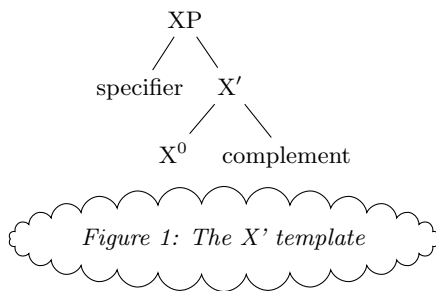 XP
specifier X′
X⁰ complement
Figure 1: The X' template